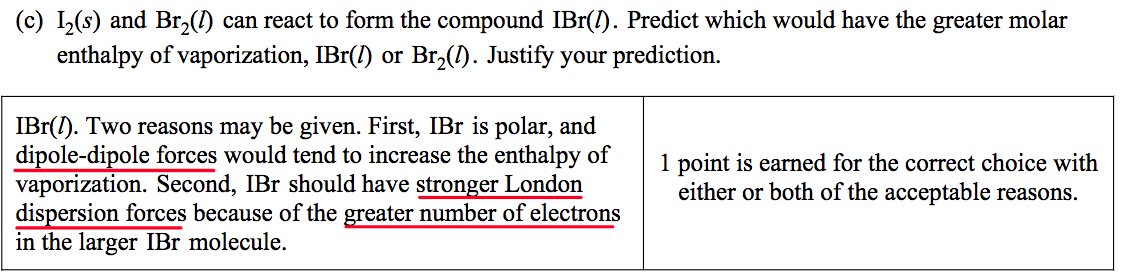 (c) I₂(s) and Br₂(l) can react to form the compound IBr(l). Predict which would have the greater molar
enthalpy of vaporization, IBr(l) or Br₂(l). Justify your prediction.
IBr(l). Two reasons may be given. First, IBr is polar, and
dipole-dipole forces would tend to increase the enthalpy of
vaporization. Second, IBr should have stronger London
dispersion forces because of the greater number of electrons
in the larger IBr molecule.
1 point is earned for the correct choice with
either or both of the acceptable reasons.